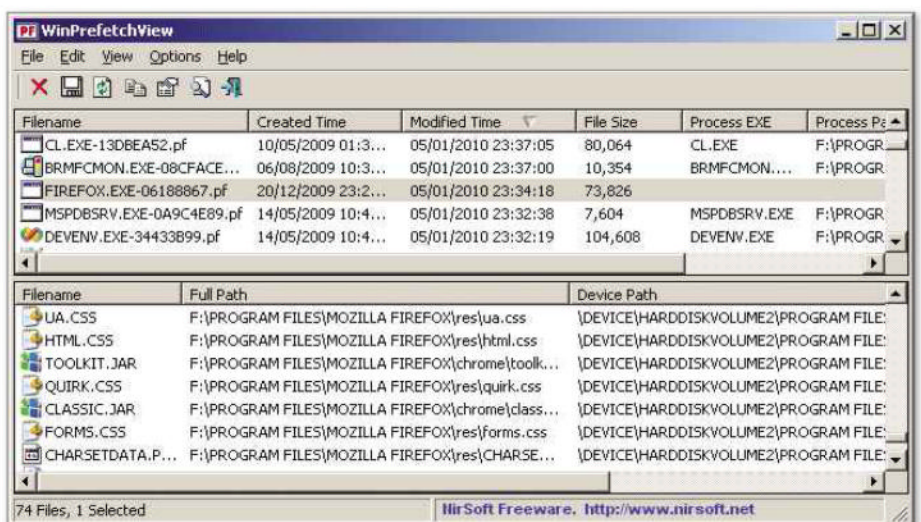 PF WinPrefetchView
File Edit View Options Help
Filename Created Time Modified Time File Size Process EXE Process Pa
CL.EXE-13DBEA52.pf 10/05/2009 01:3... 05/01/2010 23:37:05 80,064 CL.EXE F:\PROGR
BRMFCMON.EXE-08CFACE... 06/08/2009 10:3... 05/01/2010 23:37:00 10,354 BRMFCMON.... F:\PROGR
FIREFOX.EXE-06188867.pf 20/12/2009 23:2... 05/01/2010 23:34:18 73,826
MSPDBSRV.EXE-0A9C4E89.pf 14/05/2009 10:4... 05/01/2010 23:32:38 7,604 MSPDBSRV.EXE F:\PROGR
DEVENV.EXE-34433B99.pf 14/05/2009 10:4... 05/01/2010 23:32:19 104,608 DEVENV.EXE F:\PROGR
Filename Full Path Device Path
UA.CSS F:\PROGRAM FILES\MOZILLA FIREFOX\res\ua.css \DEVICE\HARDDISKVOLUME2\PROGRAM FILE
HTML.CSS F:\PROGRAM FILES\MOZILLA FIREFOX\res\html.css \DEVICE\HARDDISKVOLUME2\PROGRAM FILE
TOOLKIT.JAR F:\PROGRAM FILES\MOZILLA FIREFOX\chrome\toolk... \DEVICE\HARDDISKVOLUME2\PROGRAM FILE
QUIRK.CSS F:\PROGRAM FILES\MOZILLA FIREFOX\res\quirk.css \DEVICE\HARDDISKVOLUME2\PROGRAM FILE
CLASSIC.JAR F:\PROGRAM FILES\MOZILLA FIREFOX\chrome\class... \DEVICE\HARDDISKVOLUME2\PROGRAM FILE
FORMS.CSS F:\PROGRAM FILES\MOZILLA FIREFOX\res\forms.css \DEVICE\HARDDISKVOLUME2\PROGRAM FILE
CHARSETDATA.P... F:\PROGRAM FILES\MOZILLA FIREFOX\res\CHARSE... \DEVICE\HARDDISKVOLUME2\PROGRAM FILE
74 Files, 1 Selected NirSoft Freeware. http://www.nirsoft.net